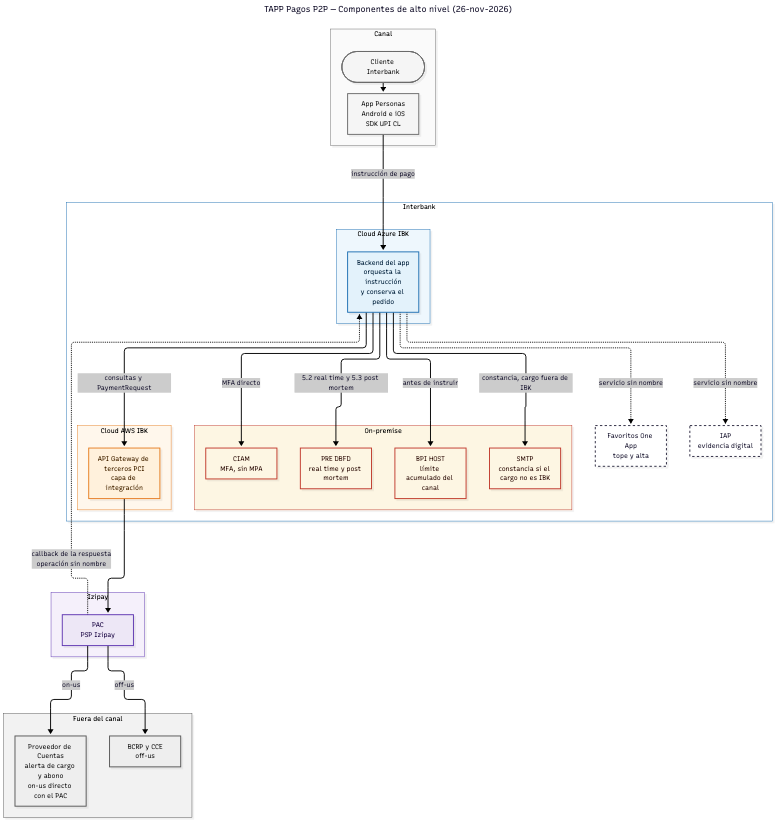 TAPP Pagos P2P — Componentes de alto nivel (26-nov-2026)
Canal
Cliente
Interbank
App Personas
Android e iOS
SDK UPI CL
instrucción de pago
Interbank
Cloud Azure IBK
Backend del app
orquesta la
instrucción
y conserva el
pedido
consultas y
PaymentRequest
MFA directo
5.2 real time y 5.3 post
mortem
antes de instruir
constancia, cargo fuera de
IBK
servicio sin nombre
servicio sin nombre
Cloud AWS IBK
API Gateway de
terceros PCI
capa de
integración
On-premise
CIAM
MFA, sin MPA
PRE DBFD
real time y post
mortem
BPI HOST
límite
acumulado del
canal
SMTP
constancia si el
cargo no es IBK
Favoritos One
App
tope y alta
IAP
evidencia digital
callback de la respuesta
operación sin nombre
Izipay
PAC
PSP Izipay
on-us
off-us
Fuera del canal
Proveedor de
Cuentas
alerta de cargo
y abono
on-us directo
con el PAC
BCRP y CCE
off-us